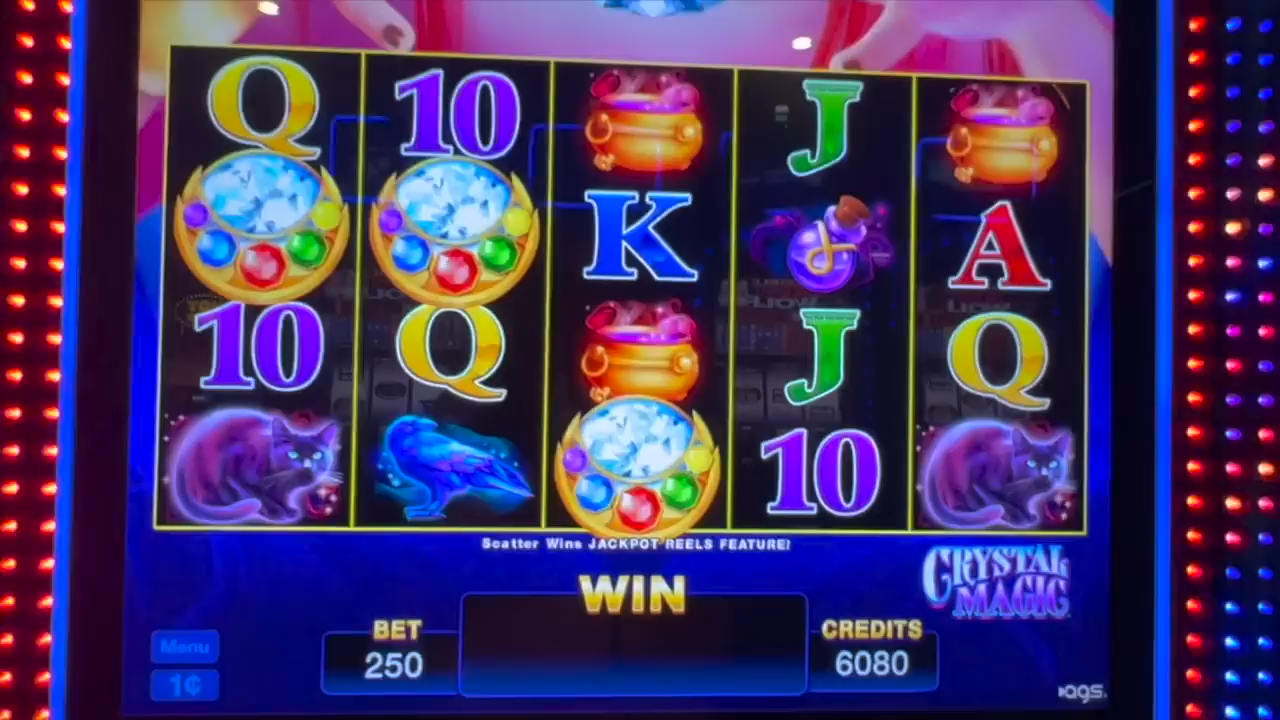 Q 10 J
K A
10 Q J Q
10
Scatter Wins JACKPOT REELS FEATURE!
CRYSTAL
MAGIC
WIN
BET CREDITS
Menu 250 6080
1¢ ags.